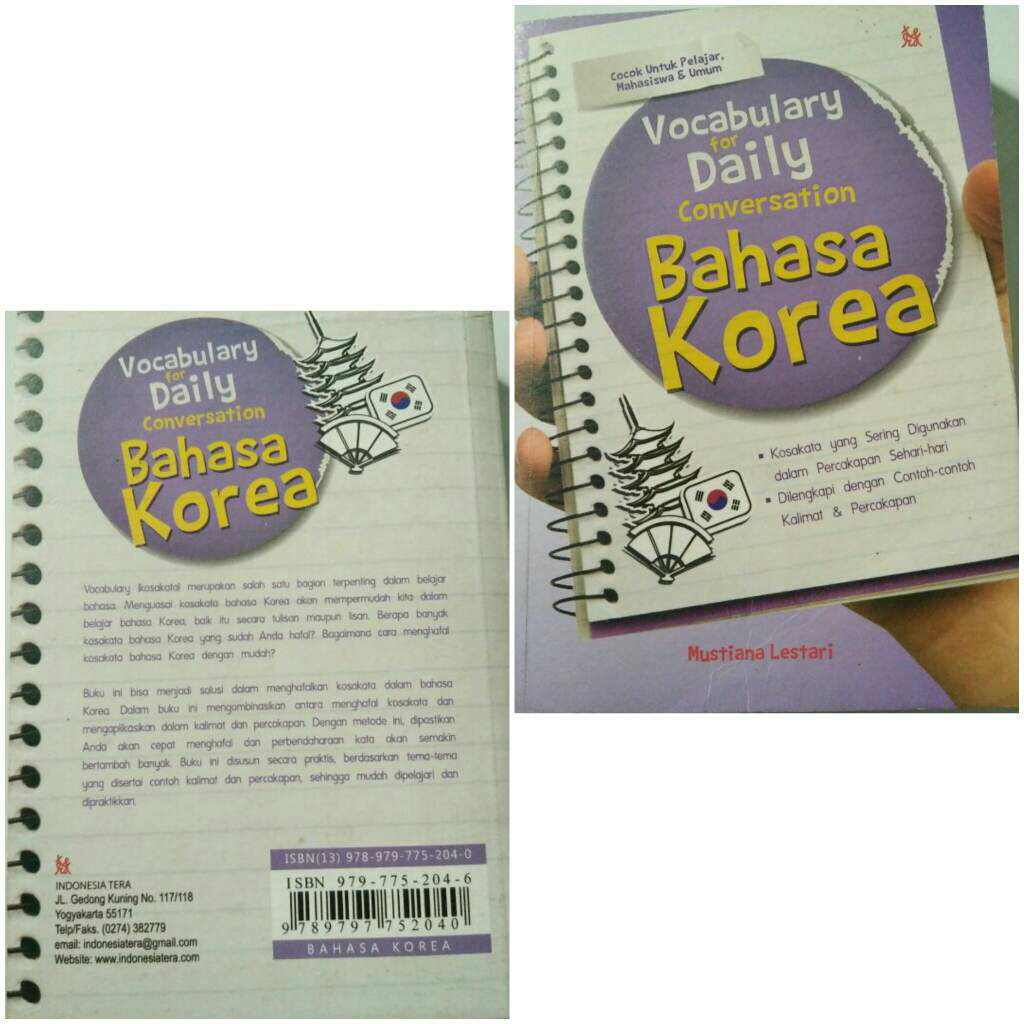 Cocok Untuk Pelajar,
Mahasiswa & Umum
Vocabulary
for
Daily
Conversation
Bahasa
Korea
▪ Kosakata yang Sering Digunakan
dalam Percakapan Sehari-hari
▪ Dilengkapi dengan Contoh-contoh
Kalimat & Percakapan
Mustiana Lestari
Vocabulary
for
Daily
Conversation
Bahasa
Korea
Vocabulary (kosakata) merupakan salah satu bagian terpenting dalam belajar
bahasa. Menguasai kosakata bahasa Korea akan mempermudah kita dalam
belajar bahasa Korea, baik itu secara tulisan maupun lisan. Berapa banyak
kosakata bahasa Korea yang sudah Anda hafal? Bagaimana cara menghafal
kosakata bahasa Korea dengan mudah?
Buku ini bisa menjadi solusi dalam menghafalkan kosakata dalam bahasa
Korea. Dalam buku ini mengombinasikan antara menghafal kosakata dan
mengaplikasikan dalam kalimat dan percakapan. Dengan metode ini, dipastikan
Anda akan cepat menghafal dan perbendaharaan kata akan semakin
bertambah banyak. Buku ini disusun secara praktis, berdasarkan tema-tema
yang disertai contoh kalimat dan percakapan, sehingga mudah dipelajari dan
dipraktikkan.
INDONESIA TERA
JL. Gedong Kuning No. 117/118
Yogyakarta 55171
Telp/Faks. (0274) 382779
email: indonesiatera@gmail.com
Website: www.indonesiatera.com
ISBN(13) 978-979-775-204-0
ISBN 979-775-204-6
9 789797 752040
BAHASA KOREA